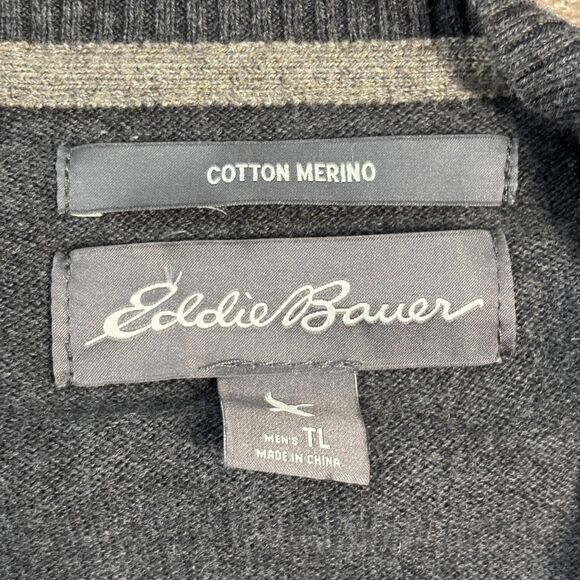 COTTON MERINO
Eddie Bauer
MEN'S TL
MADE IN CHINA